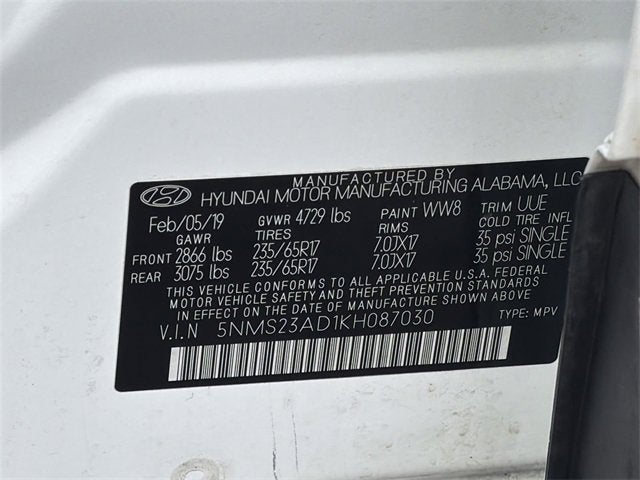 MANUFACTURED BY
HYUNDAI MOTOR MANUFACTURING ALABAMA, LLC
Feb/05/19 GVWR 4729 lbs PAINT WW8 TRIM UUE
GAWR TIRES RIMS COLD TIRE INFL
FRONT 2866 lbs 235/65R17 7.0JX17 35 psi SINGLE
REAR 3075 lbs 235/65R17 7.0JX17 35 psi SINGLE
THIS VEHICLE CONFORMS TO ALL APPLICABLE FEDERAL
MOTOR VEHICLE SAFETY AND THEFT PREVENTION STANDARDS
IN EFFECT ON THE DATE OF MANUFACTURE SHOWN ABOVE.
V.I.N 5NMS23AD1KH087030 TYPE: MPV